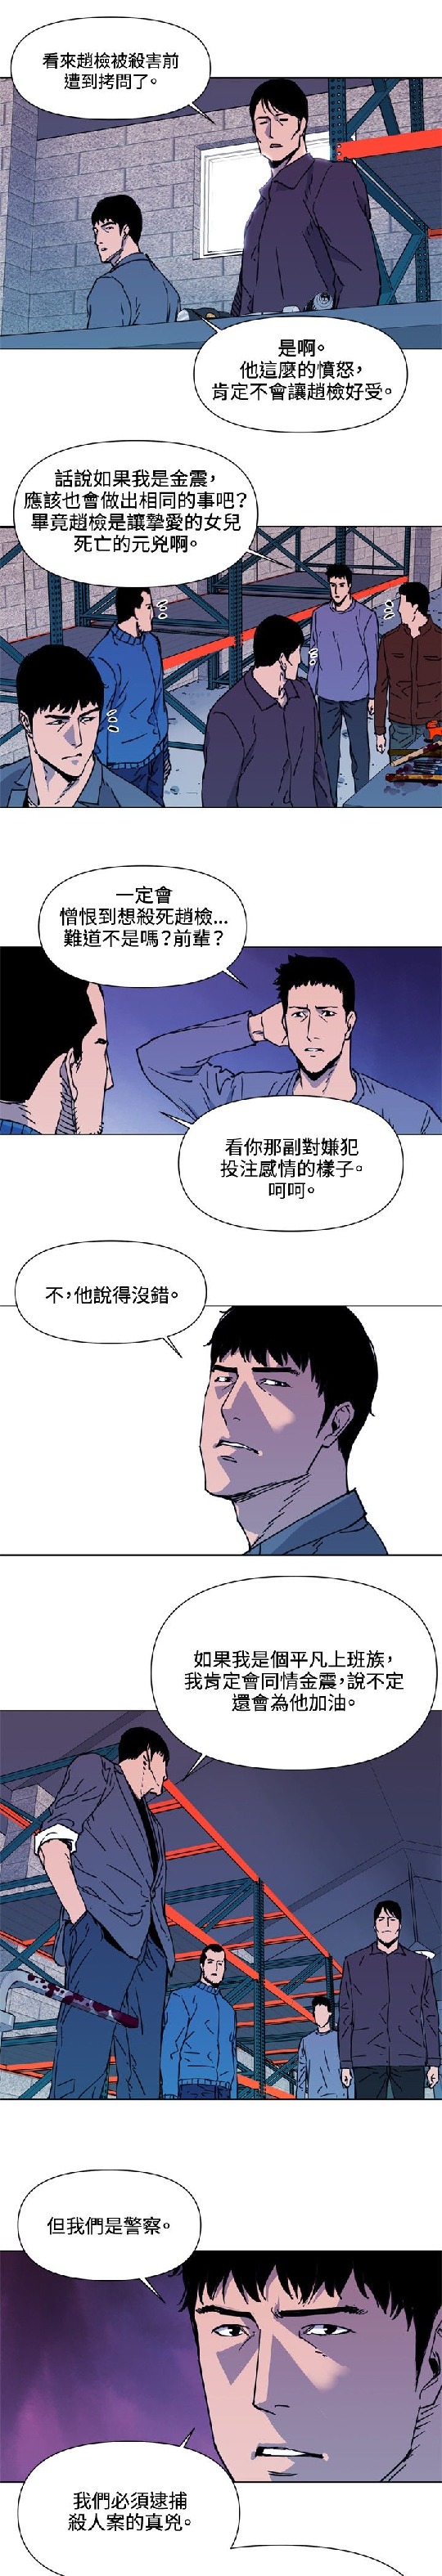 看來趙檢被殺害前
遭到拷問了。
是啊。
他這麼的憤怒，
肯定不會讓趙檢好受。
話說如果我是金震，
應該也會做出相同的事吧？
畢竟趙檢是讓摯愛的女兒
死亡的元兇啊。
一定會
憎恨到想殺死趙檢...
難道不是嗎？前輩？
看你那副對嫌犯
投注感情的樣子。
呵呵。
不，他說得沒錯。
如果我是個平凡上班族，
我肯定會同情金震，說不定
還會為他加油。
但我們是警察。
我們必須逮捕
殺人案的真兇。